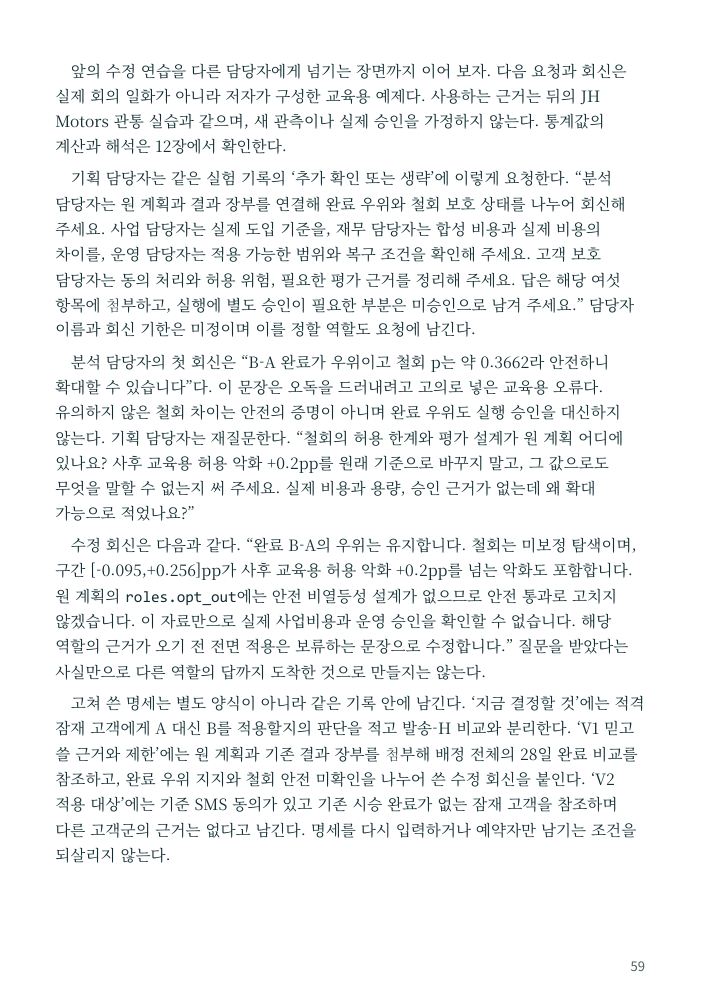 앞의 수정 연습을 다른 담당자에게 넘기는 장면까지 이어 보자. 다음 요청과 회신은
실제 회의 일화가 아니라 저자가 구성한 교육용 예제다. 사용하는 근거는 뒤의 JH
Motors 관통 실습과 같으며, 새 관측이나 실제 승인을 가정하지 않는다. 통계값의
계산과 해석은 12장에서 확인한다.
기획 담당자는 같은 실험 기록의 ‘추가 확인 또는 생략’에 이렇게 요청한다. “분석
담당자는 원 계획과 결과 장부를 연결해 완료 우위와 철회 보호 상태를 나누어 회신해
주세요. 사업 담당자는 실제 도입 기준을, 재무 담당자는 합성 비용과 실제 비용의
차이를, 운영 담당자는 적용 가능한 범위와 복구 조건을 확인해 주세요. 고객 보호
담당자는 동의 처리와 허용 위험, 필요한 평가 근거를 정리해 주세요. 답은 해당 여섯
항목에 첨부하고, 실행에 별도 승인이 필요한 부분은 미승인으로 남겨 주세요.” 담당자
이름과 회신 기한은 미정이며 이를 정할 역할도 요청에 남긴다.
분석 담당자의 첫 회신은 “B-A 완료가 우위이고 철회 p는 약 0.3662라 안전하니
확대할 수 있습니다”다. 이 문장은 오독을 드러내려고 고의로 넣은 교육용 오류다.
유의하지 않은 철회 차이는 안전의 증명이 아니며 완료 우위도 실행 승인을 대신하지
않는다. 기획 담당자는 재질문한다. “철회의 허용 한계와 평가 설계가 원 계획 어디에
있나요? 사후 교육용 허용 악화 +0.2pp를 원래 기준으로 바꾸지 말고, 그 값으로도
무엇을 말할 수 없는지 써 주세요. 실제 비용과 용량, 승인 근거가 없는데 왜 확대
가능으로 적었나요?”
수정 회신은 다음과 같다. “완료 B-A의 우위는 유지합니다. 철회는 미보정 탐색이며,
구간 [-0.095,+0.256]pp가 사후 교육용 허용 악화 +0.2pp를 넘는 악화도 포함합니다.
원 계획의 roles.opt_out에는 안전 비열등성 설계가 없으므로 안전 통과로 고치지
않겠습니다. 이 자료만으로 실제 사업비용과 운영 승인을 확인할 수 없습니다. 해당
역할의 근거가 오기 전 전면 적용은 보류하는 문장으로 수정합니다.” 질문을 받았다는
사실만으로 다른 역할의 답까지 도착한 것으로 만들지는 않는다.
고쳐 쓴 명세는 별도 양식이 아니라 같은 기록 안에 남긴다. ‘지금 결정할 것’에는 적격
잠재 고객에게 A 대신 B를 적용할지의 판단을 적고 발송-H 비교와 분리한다. ‘V1 믿고
쓸 근거와 제한’에는 원 계획과 기존 결과 장부를 첨부해 배정 전체의 28일 완료 비교를
참조하고, 완료 우위 지지와 철회 안전 미확인을 나누어 쓴 수정 회신을 붙인다. ‘V2
적용 대상’에는 기준 SMS 동의가 있고 기존 시승 완료가 없는 잠재 고객을 참조하며
다른 고객군의 근거는 없다고 남긴다. 명세를 다시 입력하거나 예약자만 남기는 조건을
되살리지 않는다.
59